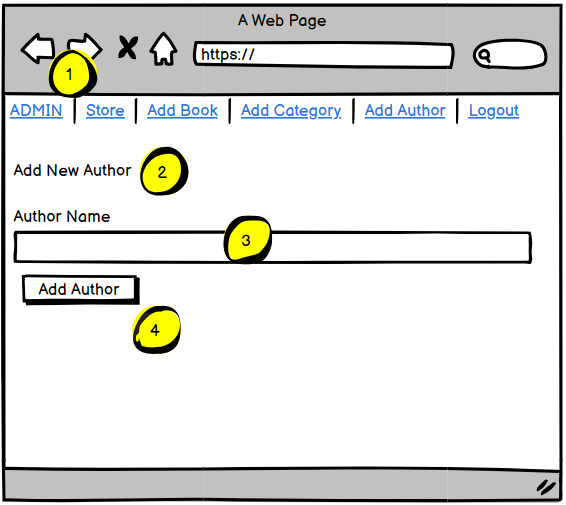 A Web Page
https://
1
ADMIN Store Add Book Add Category Add Author Logout
Add New Author 2
Author Name
3
Add Author
4